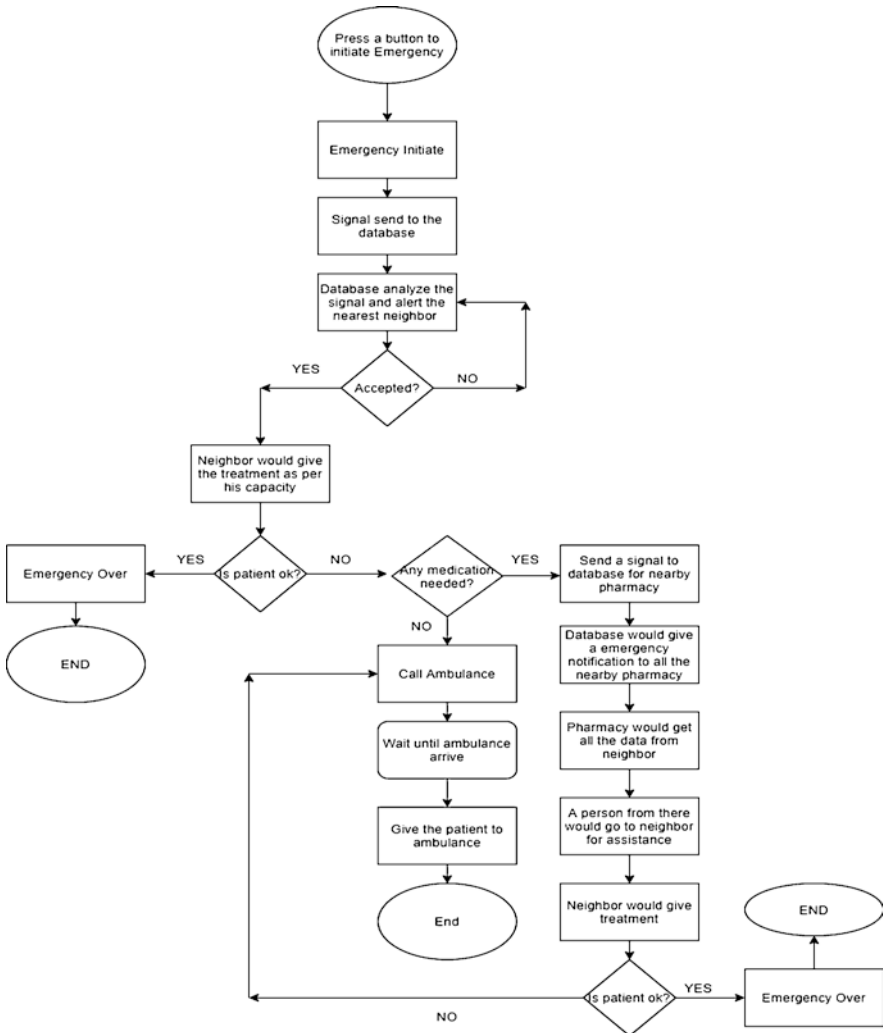 Press a button to
initiate Emergency
Emergency Initiate
Signal send to the
database
Database analyze the
signal and alert the
nearest neighbor
YES
Accepted?
NO
Neighbor would give
the treatment as per
his capacity
Emergency Over
YES
Is patient ok?
NO
Any medication
needed?
YES
Send a signal to
database for nearby
pharmacy
END
NO
Call Ambulance
Database would give
a emergency
notification to all the
nearby pharmacy
Wait until ambulance
arrive
Pharmacy would get
all the data from
neighbor
Give the patient to
ambulance
A person from there
would go to neighbor
for assistance
End
Neighbor would give
treatment
END
Is patient ok?
YES
Emergency Over
NO